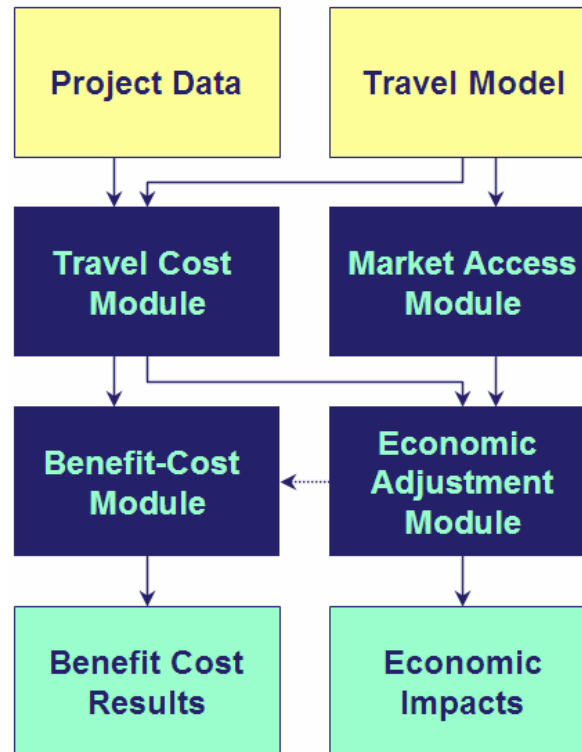 Project Data
Travel Model
Travel Cost
Module
Market Access
Module
Benefit-Cost
Module
Economic
Adjustment
Module
Benefit Cost
Results
Economic
Impacts